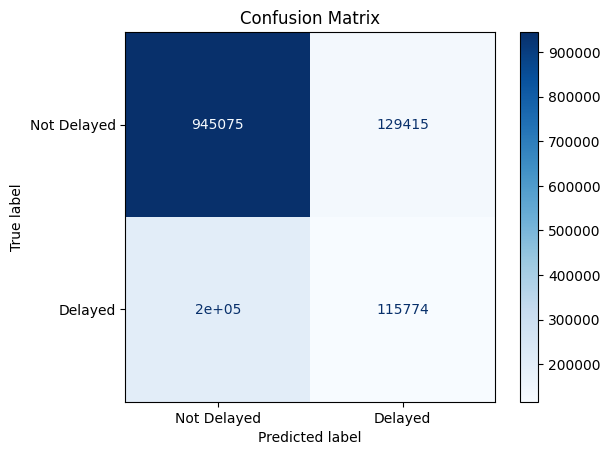 Confusion Matrix
True label
Not Delayed
945075
129415
Delayed
2e+05
115774
Not Delayed
Delayed
Predicted label
900000
800000
700000
600000
500000
400000
300000
200000